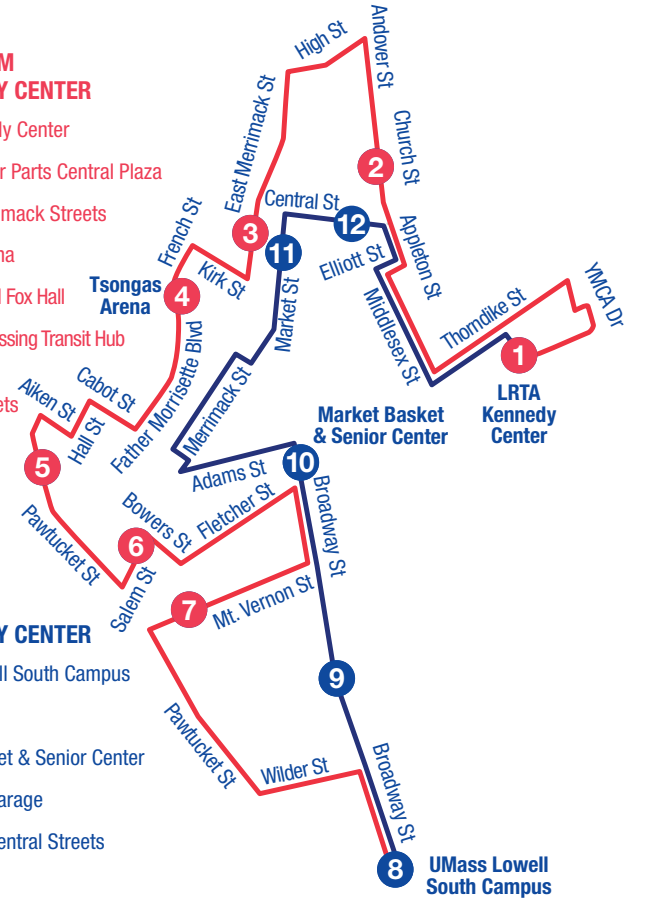 M
Y CENTER
ly Center
r Parts Central Plaza
mack Streets
na
l Fox Hall
ssing Transit Hub
ets
Y CENTER
ll South Campus
et & Senior Center
arage
entral Streets
High St
Andover St
East Merrimack St
Church St
2
Central St
12
3
11
French St
Kirk St
Elliott St
Appleton St
YMCA Dr
Tsongas
Arena
4
Market St
Middlesex St
Thorndike St
1
LRTA
Kennedy
Center
Father Morrisette Blvd
Merrimack St
Market Basket
& Senior Center
Aiken St
Cabot St
Hall St
5
Adams St
10
Pawtucket St
Bowers St
Fletcher St
Broadway St
6
Salem St
7
Mt. Vernon St
9
Pawtucket St
Wilder St
Broadway St
8
UMass Lowell
South Campus